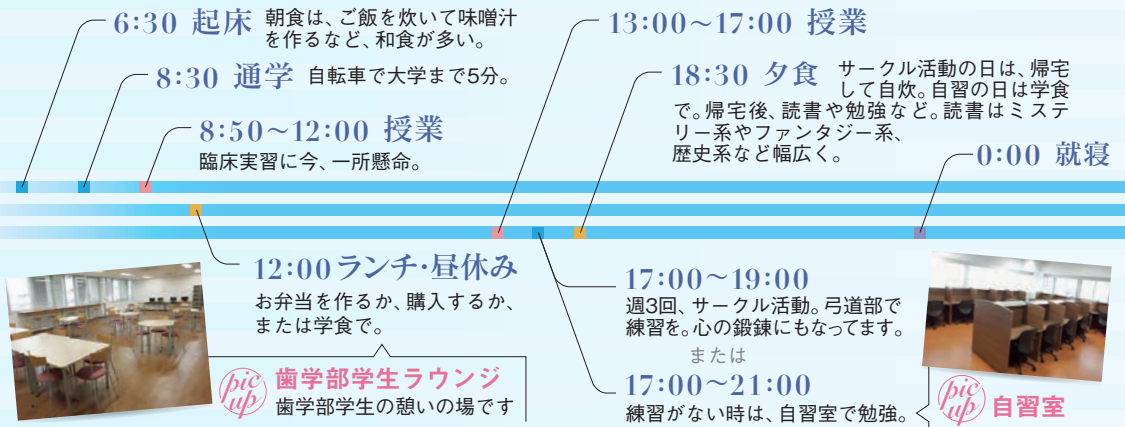 6:30 起床
朝食は、ご飯を炊いて味噌汁
を作るなど、和食が多い。
8:30 通学
自転車で大学まで5分。
8:50～12:00 授業
臨床実習に今、一所懸命。
12:00ランチ・昼休み
お弁当を作るか、購入するか、
または学食で。
pic up
歯学部学生ラウンジ
歯学部学生の憩いの場です
13:00～17:00 授業
17:00～19:00
週3回、サークル活動。弓道部で
練習を。心の鍛錬にもなってます。
または
17:00～21:00
練習がない時は、自習室で勉強。
pic up
自習室
18:30 夕食
サークル活動の日は、帰宅
して自炊。自習の日は学食
で。帰宅後、読書や勉強など。読書はミステ
リー系やファンタジー系、
歴史系など幅広く。
0:00 就寝